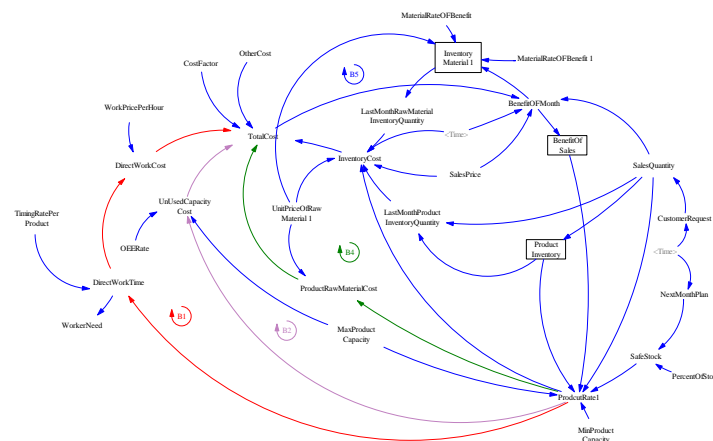 MaterialRateOFBenefit
CostFactor
OtherCost
Inventory
Material 1
MaterialRateOFBenefit 1
B5
WorkPricePerHour
LastMonthRawMaterial
InventoryQuantity
BenefitOFMonth
TotalCost
<Time>
BenefitOf
Sales
DirectWorkCost
InventoryCost
SalesPrice
SalesQuantity
UnUsedCapacity
Cost
TimingRatePer
Product
UnitPriceOfRaw
Material 1
LastMonthProduct
InventoryQuantity
CustomerRequest
OEERate
Product
Inventory
B4
<Time>
DirectWorkTime
ProductRawMaterialCost
NextMonthPlan
WorkerNeed
B1
B2
MaxProduct
Capacity
SafeStock
PercentOfSto
ProdcutRate1
MinProduct
Capacity